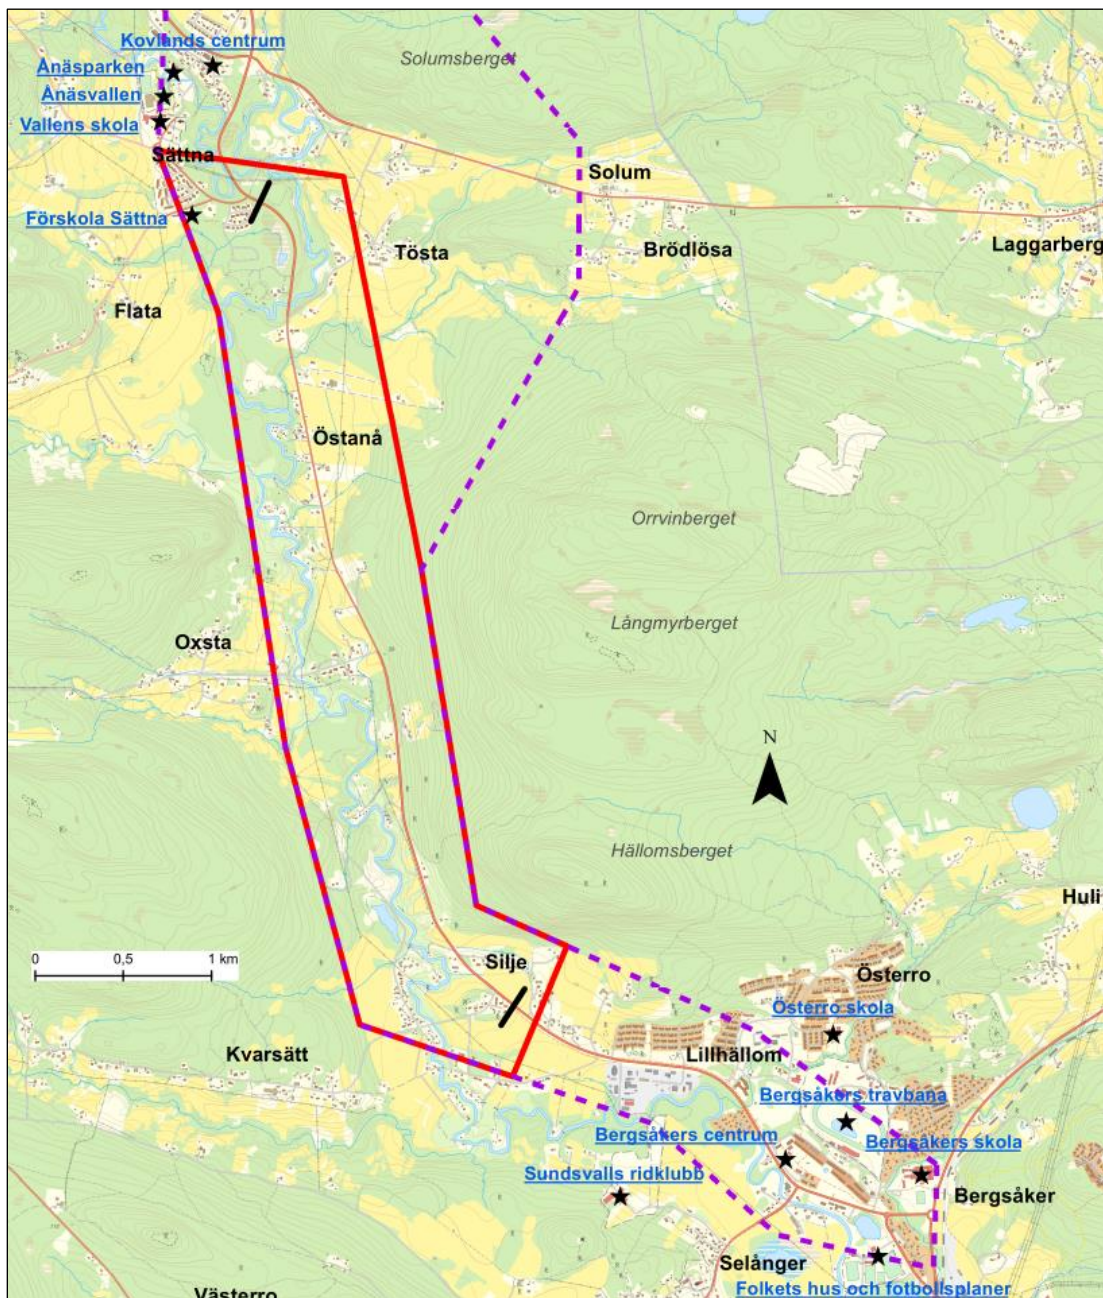 Kovlands centrum
Solumsberget
Ånäsparken
Ånäsvallen
Vallens skola
Sättna
Solum
Förskola Sättna
Tösta
Brödlösa
Laggarberg
Flata
Östanå
Orrvinberget
Oxsta
Långmyrberget
N
Hällomsberget
Huli
0 0,5 1 km
Silje
Österro
Österro skola
Kvarsätt
Lillhällom
Bergsåkers travbana
Bergsåkers centrum
Bergsåkers skola
Sundsvalls ridklubb
Bergsåker
Selånger
Folkets hus och fotbollsplaner
Västerro